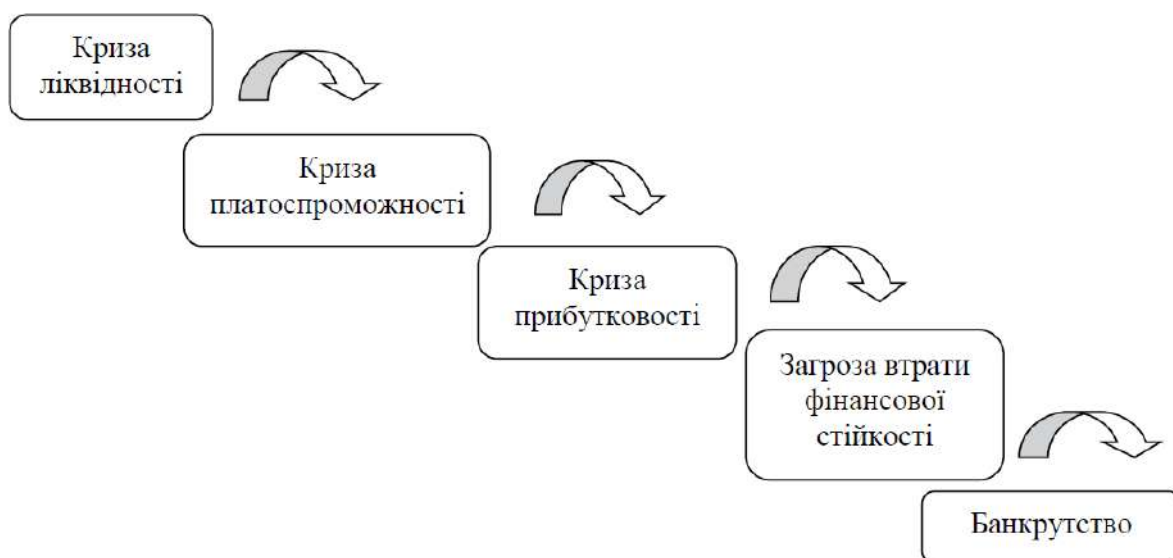 Криза
ліквідності
Криза
платоспроможності
Криза
прибутковості
Загроза втрати
фінансової
стійкості
Банкрутство